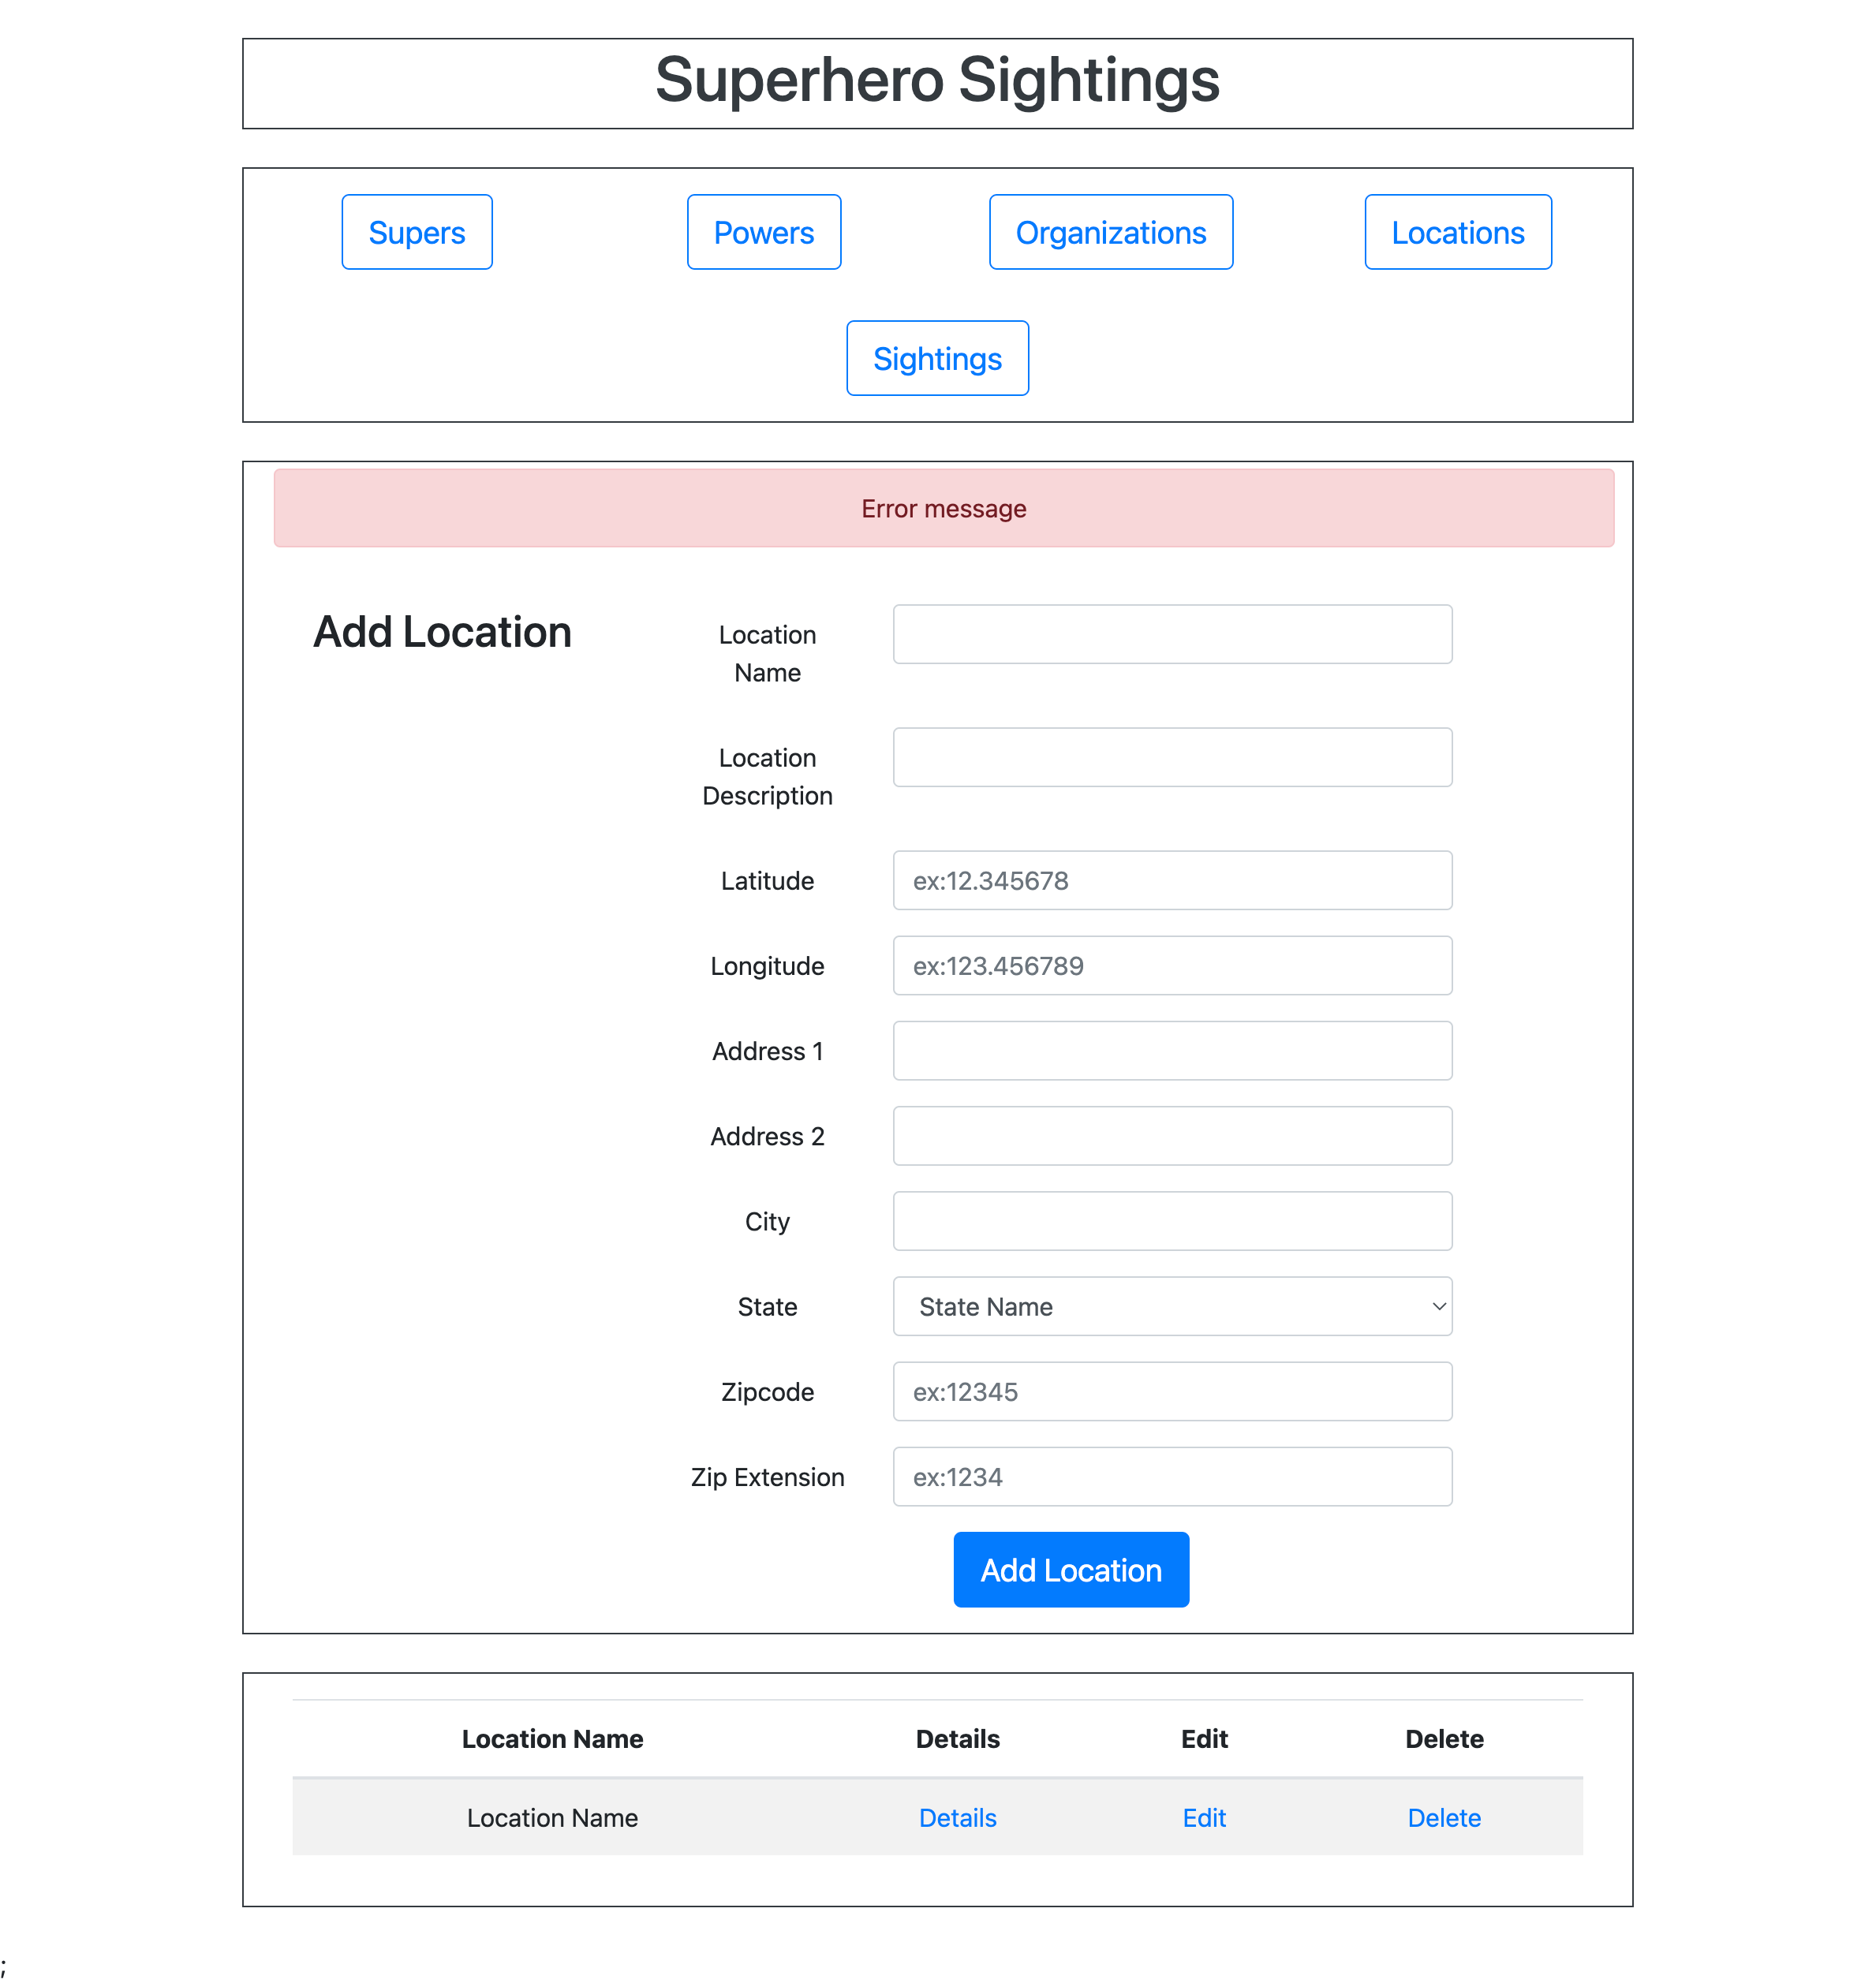 Superhero Sightings
Supers Powers Organizations Locations
Sightings
Error message
Add Location
Location
Name
Location
Description
Latitude ex:12.345678
Longitude ex:123.456789
Address 1
Address 2
City
State State Name
Zipcode ex:12345
Zip Extension ex:1234
Add Location
Location Name Details Edit Delete
Location Name Details Edit Delete
;